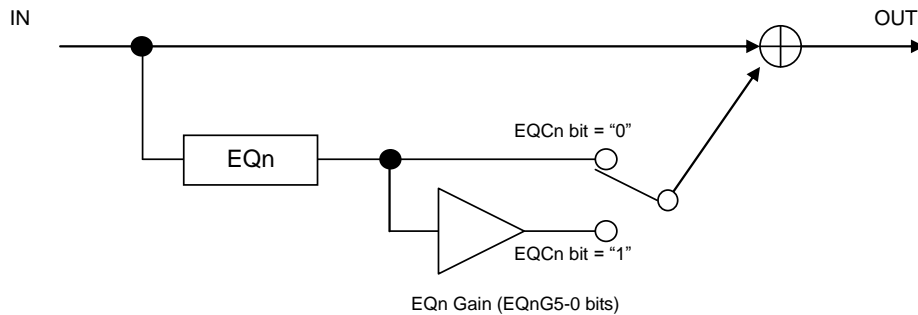 IN
OUT
EQCn bit = “0”
EQn
EQCn bit = “1”
EQn Gain (EQnG5-0 bits)